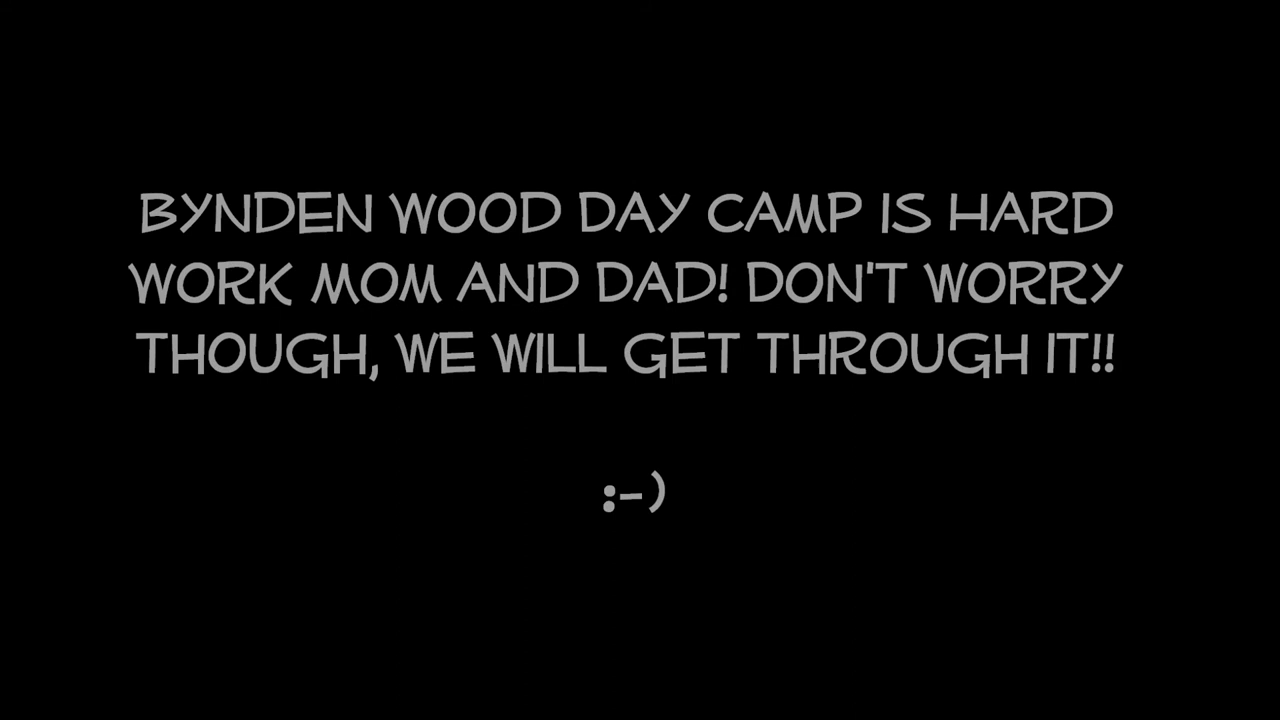 BYNDEN WOOD DAY CAMP IS HARD
WORK MOM AND DAD! DON'T WORRY
THOUGH, WE WILL GET THROUGH IT!!
:-)